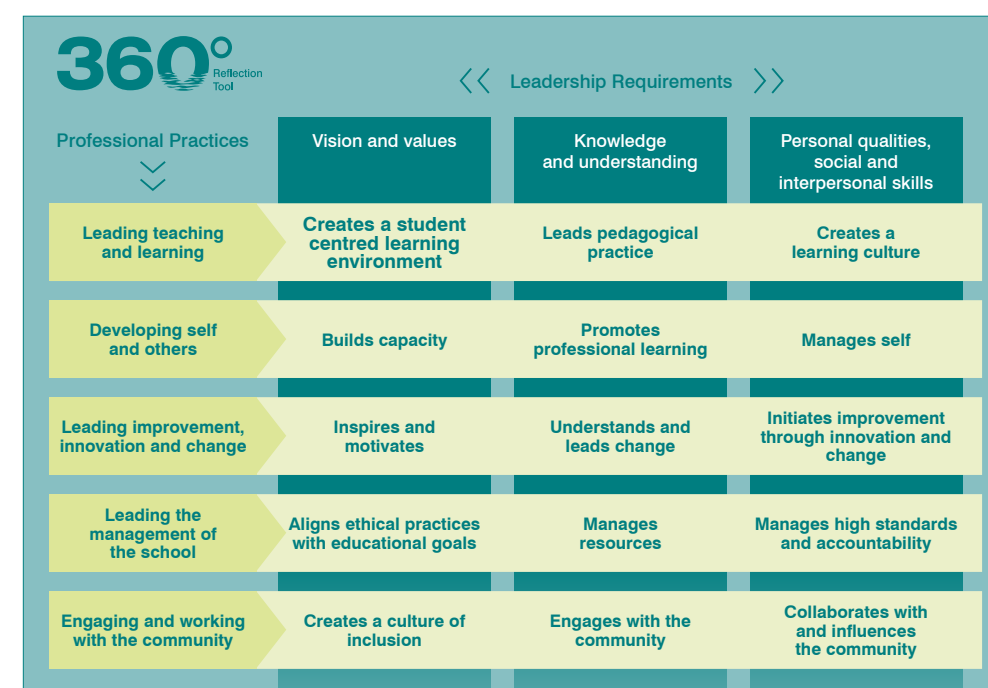 360°
Reflection
Tool
Leadership Requirements
Professional Practices
Vision and values
Knowledge
and understanding
Personal qualities,
social and
interpersonal skills
Leading teaching
and learning
Creates a student
centred learning
environment
Leads pedagogical
practice
Creates a
learning culture
Developing self
and others
Builds capacity
Promotes
professional learning
Manages self
Leading improvement,
innovation and change
Inspires and
motivates
Understands and
leads change
Initiates improvement
through innovation and
change
Leading the
management of
the school
Aligns ethical practices
with educational goals
Manages
resources
Manages high standards
and accountability
Engaging and working
with the community
Creates a culture of
inclusion
Engages with the
community
Collaborates with
and influences
the community